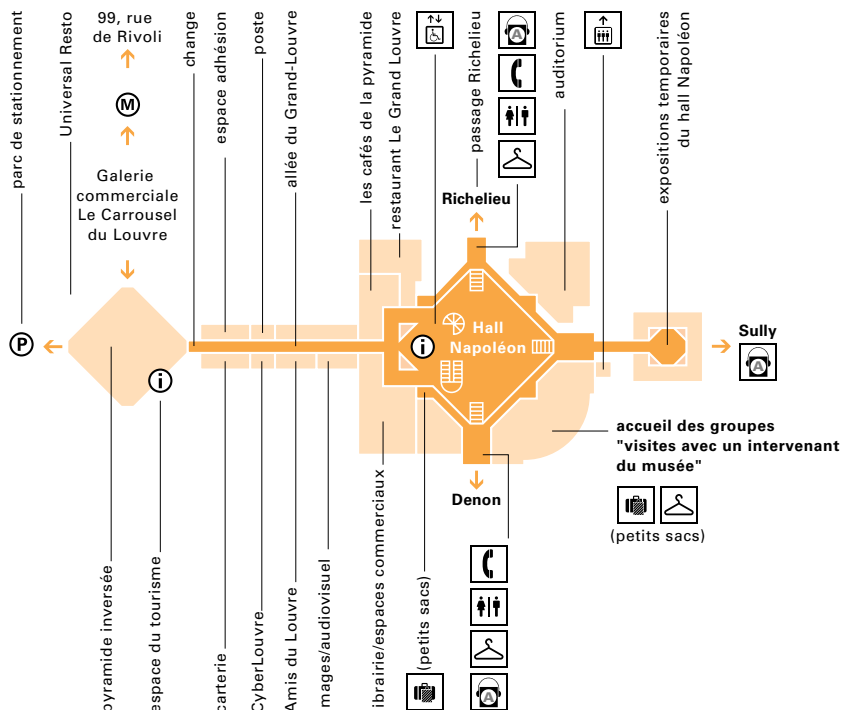 parc de stationnement
Universal Resto
99, rue
de Rivoli
M
Galerie
commerciale
Le Carrousel
du Louvre
change
espace adhésion
poste
allée du Grand-Louvre
les cafés de la pyramide
restaurant Le Grand Louvre
passage Richelieu
Richelieu
A
auditorium
expositions temporaires
du hall Napoléon
P
i
i
Hall
Napoléon
Sully
A
accueil des groupes
"visites avec un intervenant
du musée"
(petits sacs)
Denon
pyramide inversée
espace du tourisme
carterie
CyberLouvre
Amis du Louvre
mages/audiovisuel
ibrairie/espaces commerciaux
(petits sacs)
A